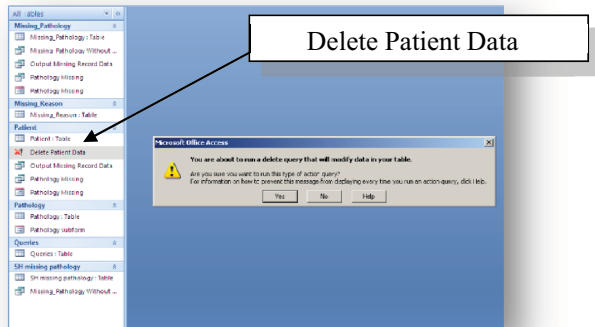 All Tables
Missing_Pathology
Missing_Pathology : Table
Missing Pathology Without ...
Output Missing Record Data
Pathology Missing
Pathology Missing
Missing_Reason
Missing_Reason : Table
Patient
Patient : Table
Delete Patient Data
Output Missing Record Data
Pathology Missing
Pathology Missing
Pathology
Pathology : Table
Pathology subform
Queries
Queries : Table
SH missing pathology
SH missing pathology : Table
Missing_Pathology Without ...
Delete Patient Data
Microsoft Office Access
You are about to run a delete query that will modify data in your table.
Are you sure you want to run this type of action query?
For information on how to prevent this message from displaying every time you run an action query, click Help.
Yes
No
Help